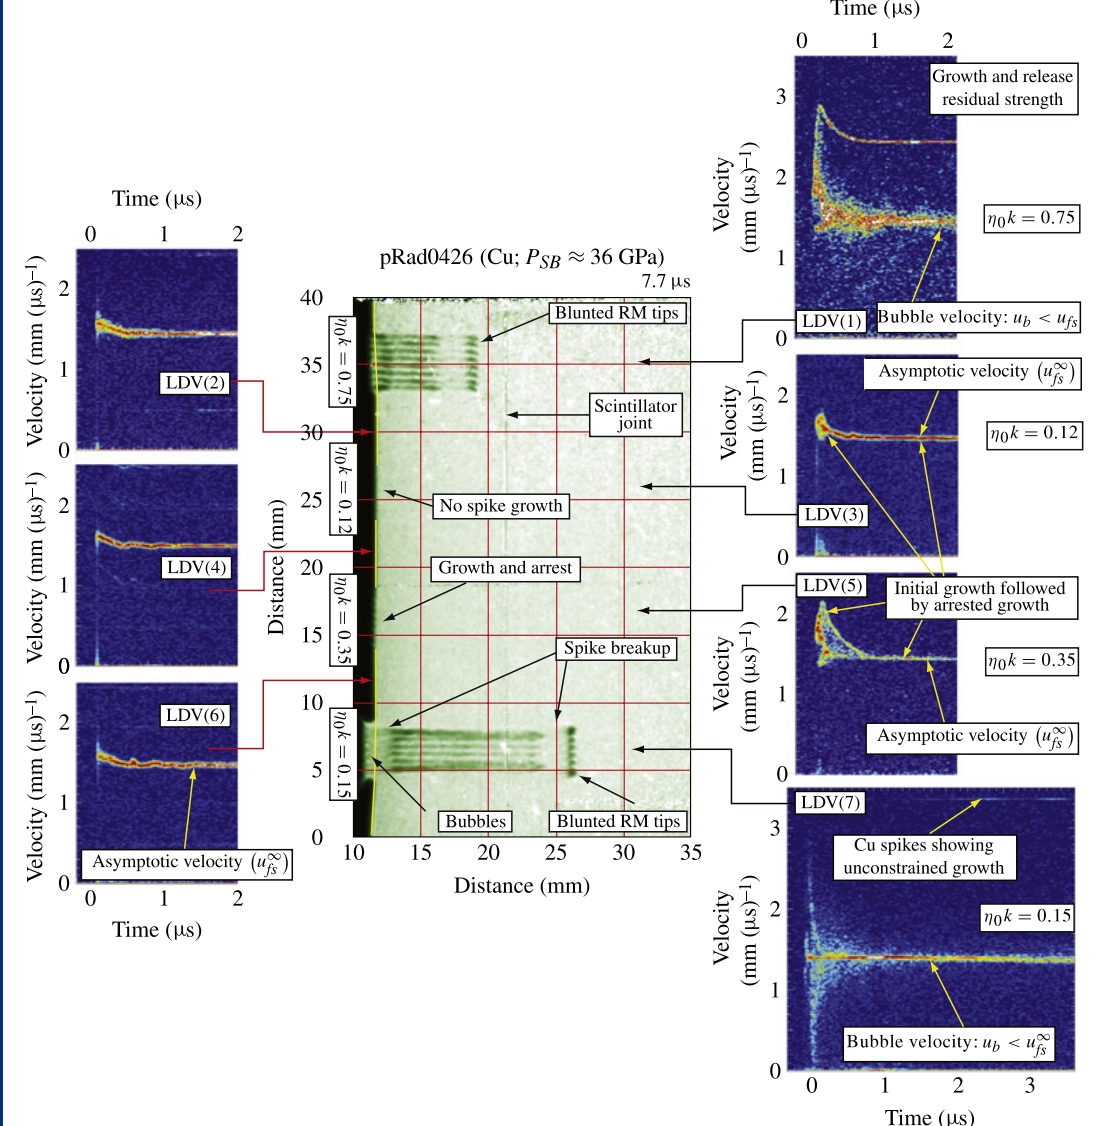 Time (μs)
0 1 2
3
2
1
0
Velocity
mm (μs)⁻¹)
Growth and release
residual strength
η₀k = 0.75
LDV(1)
Bubble velocity: u_b < u_fs
Time (μs)
0 1 2
2
1
0
Velocity (mm (μs)⁻¹)
LDV(2)
2
1
0
Velocity (mm (μs)⁻¹)
LDV(4)
2
1
0
Velocity (mm (μs)⁻¹)
LDV(6)
Asymptotic velocity (u_fs^∞)
0 1 2
Time (μs)
pRad0426 (Cu; P_SB ≈ 36 GPa)
7.7 μs
40
35
30
25
20
15
10
5
0
Distance (mm)
η₀k = 0.75
η₀k = 0.12
η₀k = 0.35
η₀k = 0.15
Blunted RM tips
Scintillator
joint
No spike growth
Growth and arrest
Spike breakup
Bubbles
Blunted RM tips
10 15 20 25 30 35
Distance (mm)
2
1
0
Velocity
(mm (μs)⁻¹)
Asymptotic velocity (u_fs^∞)
η₀k = 0.12
LDV(3)
2
1
0
Velocity
mm (μs)⁻¹)
LDV(5)
Initial growth followed
by arrested growth
η₀k = 0.35
Asymptotic velocity (u_fs^∞)
3
2
1
0
Velocity
mm (μs)⁻¹)
LDV(7)
Cu spikes showing
unconstrained growth
η₀k = 0.15
Bubble velocity: u_b < u_fs^∞
0 1 2 3
Time (μs)